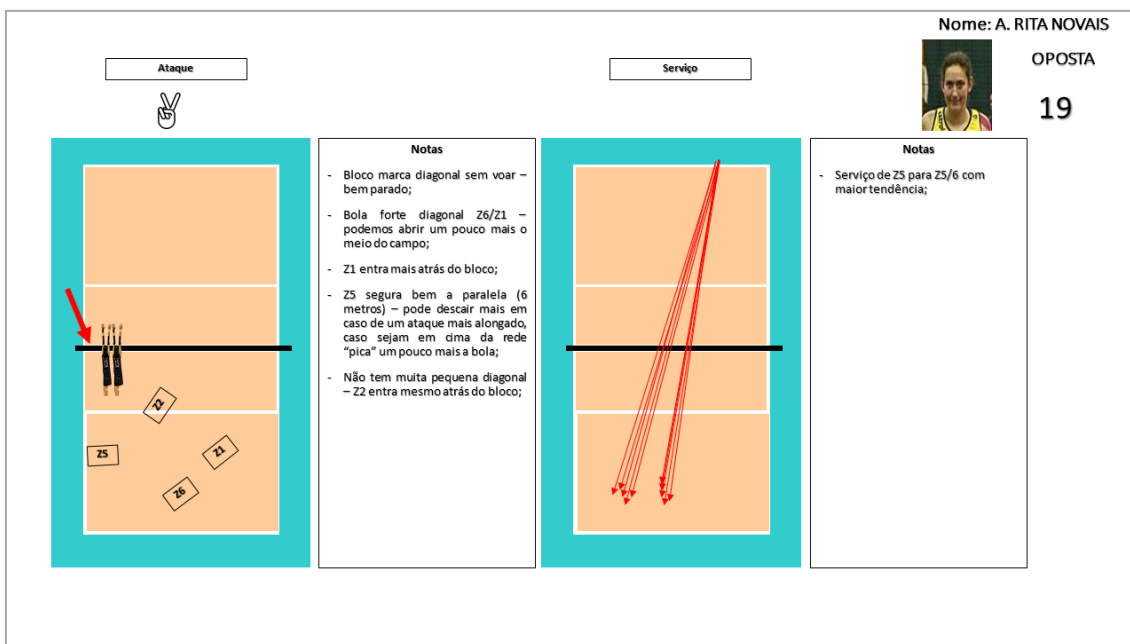 Nome: A. RITA NOVAIS
OPOSTA
19
Ataque
Serviço
Notas
- Bloco marca diagonal sem voar –
bem parado;
- Bola forte diagonal Z6/Z1 –
podemos abrir um pouco mais o
meio do campo;
- Z1 entra mais atrás do bloco;
- Z5 segura bem a paralela (6
metros) – pode descair mais em
caso de um ataque mais alongado,
caso sejam em cima da rede
"pica" um pouco mais a bola;
- Não tem muita pequena diagonal
– Z2 entra mesmo atrás do bloco;
Z2
Z5
Z1
Z6
Notas
- Serviço de Z5 para Z5/6 com
maior tendência;